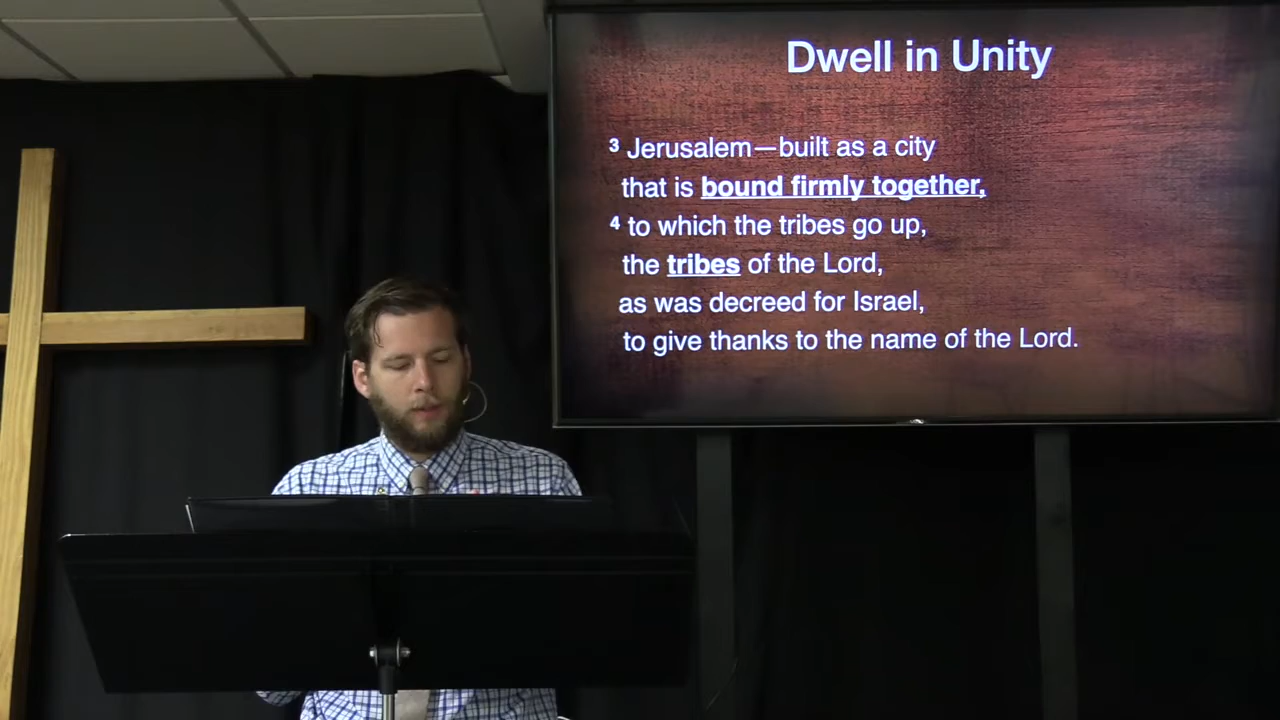 Dwell in Unity
3 Jerusalem—built as a city
that is bound firmly together,
4 to which the tribes go up,
the tribes of the Lord,
as was decreed for Israel,
to give thanks to the name of the Lord.